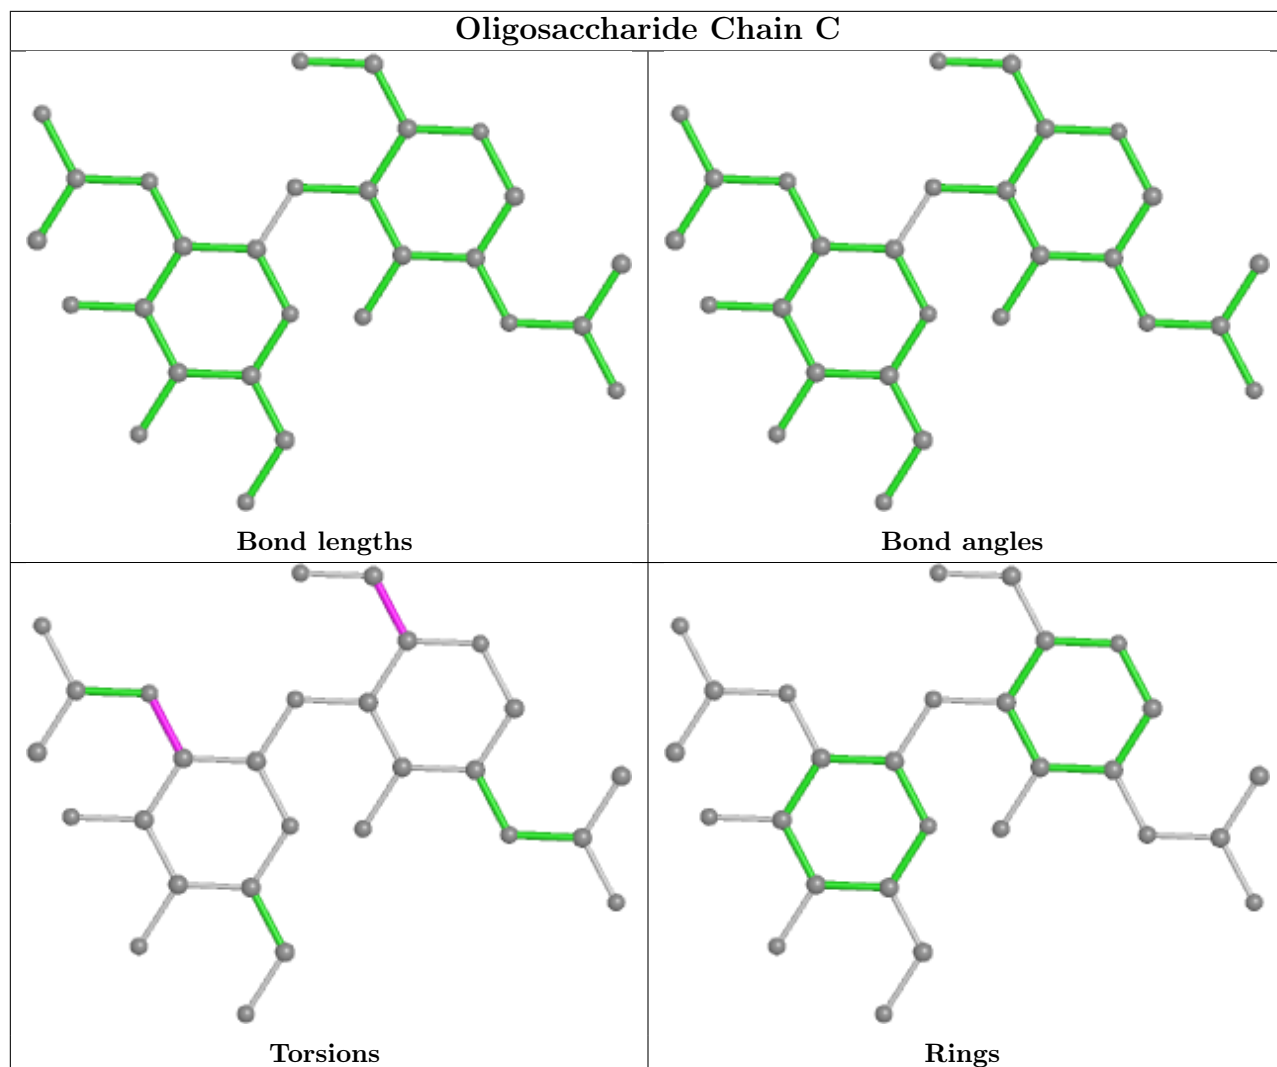 Oligosaccharide Chain C
Bond lengths
Bond angles
Torsions
Rings